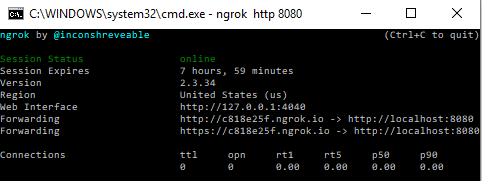 C:\WINDOWS\system32\cmd.exe - ngrok http 8080
ngrok by @inconshreveable (Ctrl+C to quit)
Session Status online
Session Expires 7 hours, 59 minutes
Version 2.3.34
Region United States (us)
Web Interface http://127.0.0.1:4040
Forwarding http://c818e25f.ngrok.io -> http://localhost:8080
Forwarding https://c818e25f.ngrok.io -> http://localhost:8080
Connections ttl opn rt1 rt5 p50 p90
0 0 0.00 0.00 0.00 0.00